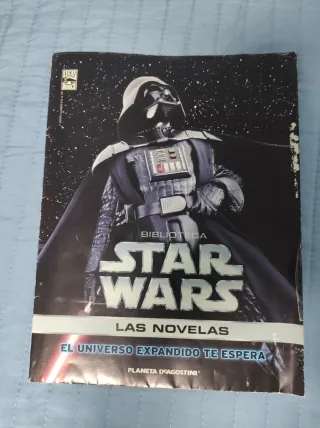 BIBLIOTECA
STAR
WARS
LAS NOVELAS
EL UNIVERSO EXPANDIDO TE ESPERA
PLANETA DEAGOSTINI